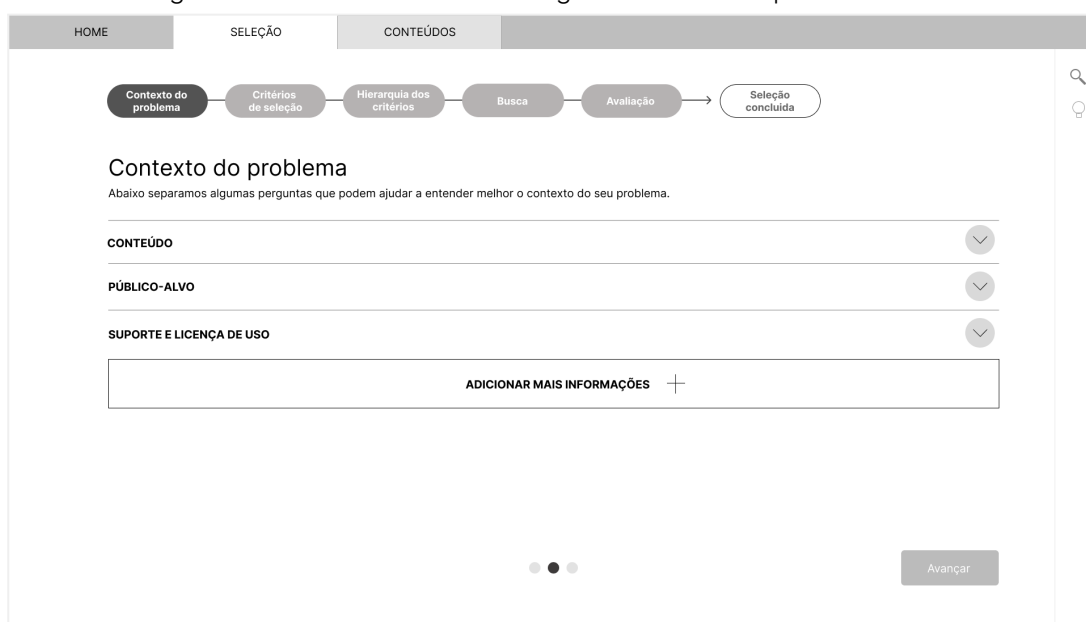 HOME
SELEÇÃO
CONTEÚDOS
Contexto do
problema
Critérios
de seleção
Hierarquia dos
critérios
Busca
Avaliação
Seleção
concluida
Contexto do problema
Abaixo separamos algumas perguntas que podem ajudar a entender melhor o contexto do seu problema.
CONTEÚDO
PÚBLICO-ALVO
SUPORTE E LICENÇA DE USO
ADICIONAR MAIS INFORMAÇÕES
Avançar